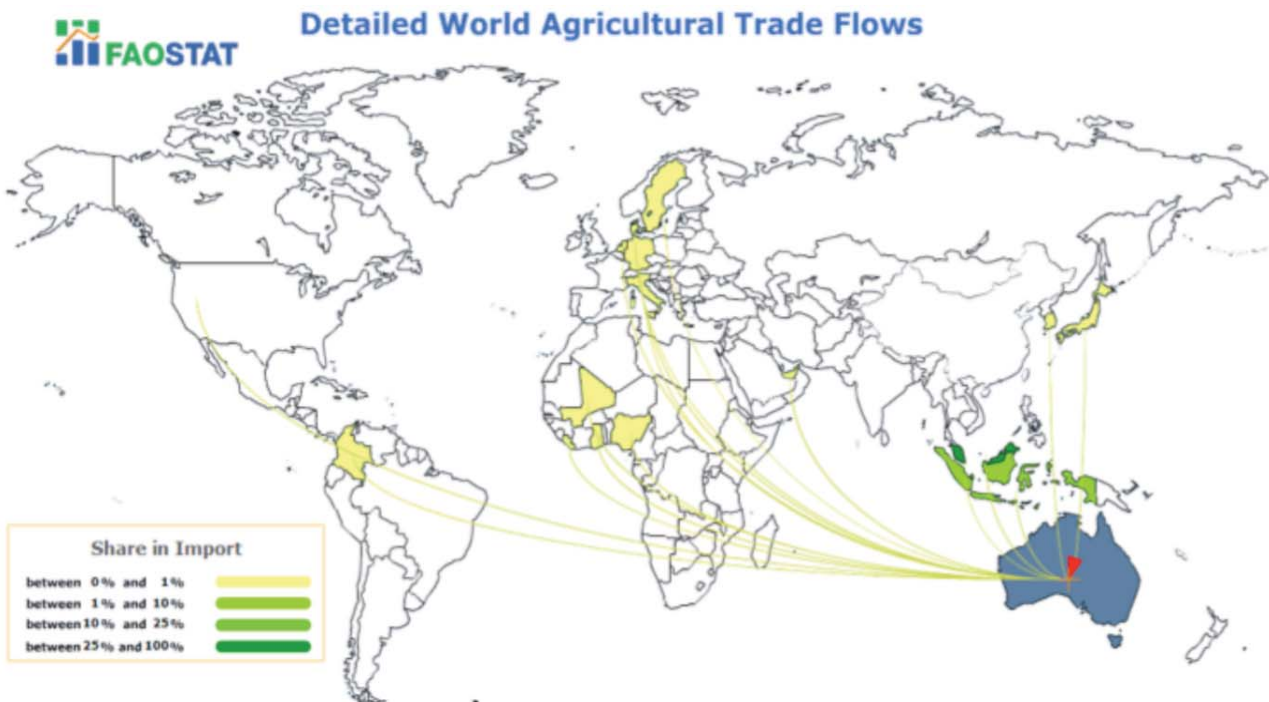 Detailed World Agricultural Trade Flows
FAOSTAT
Share in Import
between 0% and 1%
between 1% and 10%
between 10% and 25%
between 25% and 100%